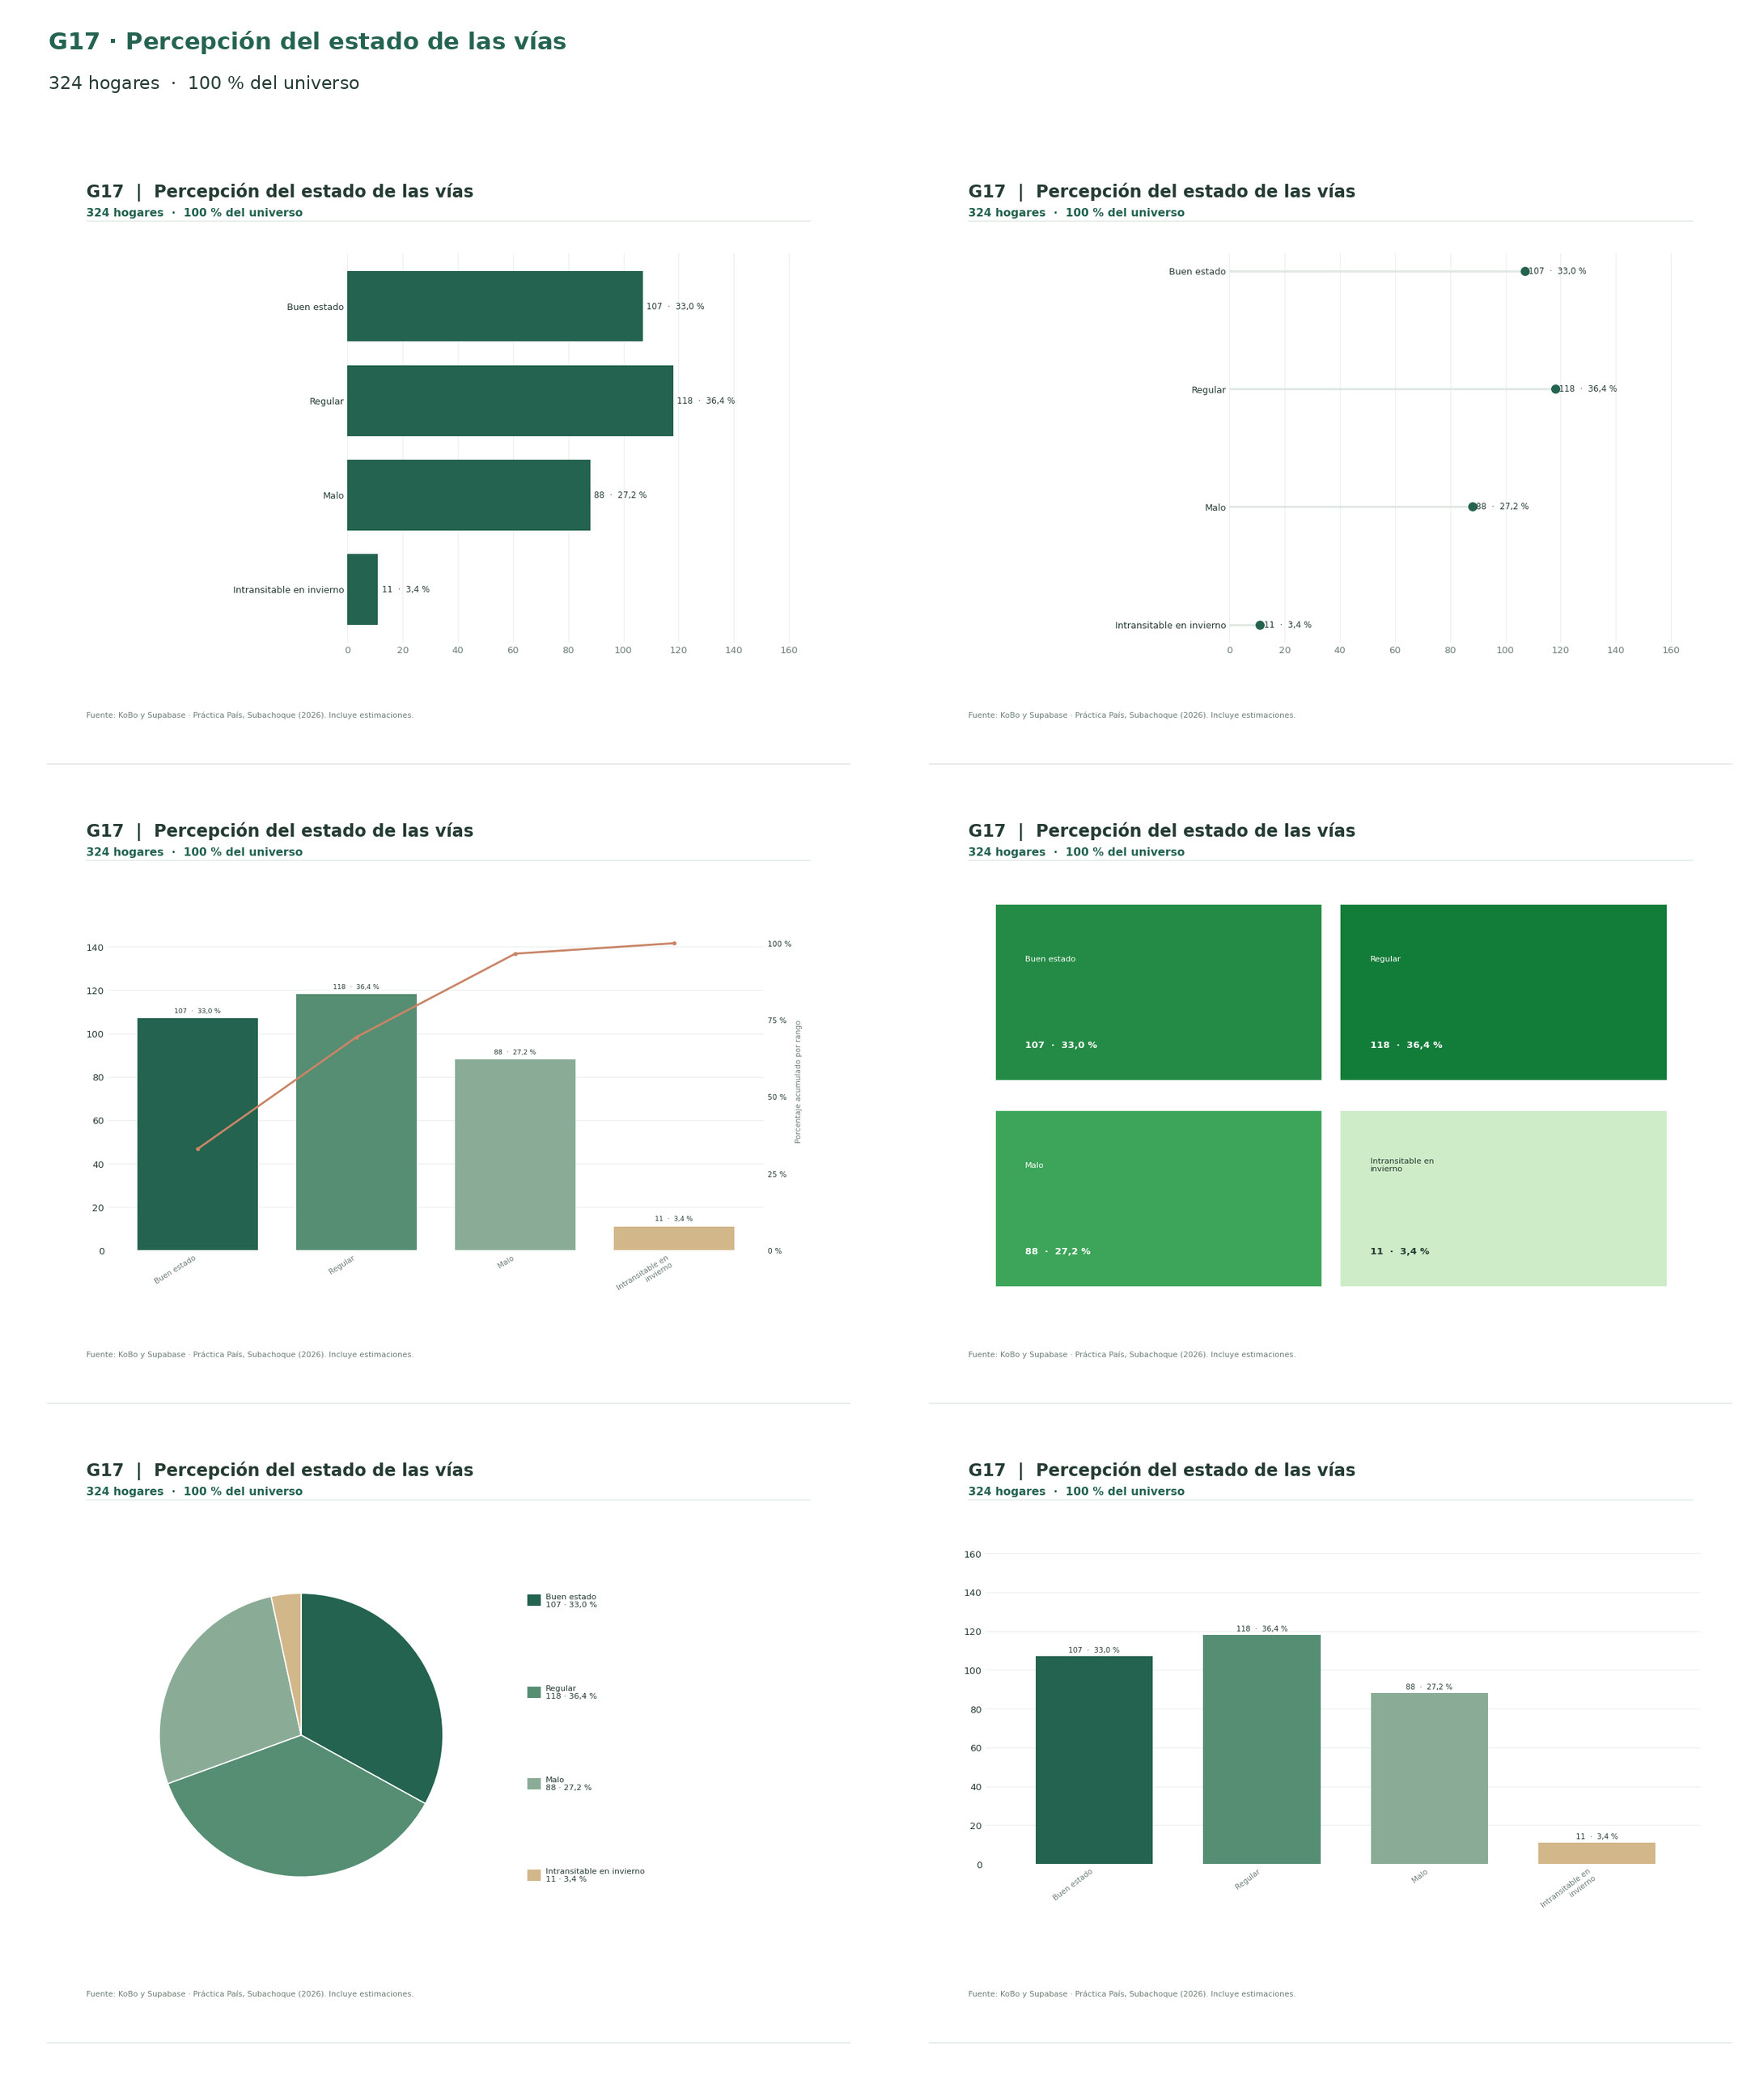 G17 · Percepción del estado de las vías
324 hogares · 100 % del universo
G17 | Percepción del estado de las vías
324 hogares · 100 % del universo
Buen estado
107 · 33,0 %
Regular
118 · 36,4 %
Malo
88 · 27,2 %
Intransitable en invierno
11 · 3,4 %
0 20 40 60 80 100 120 140 160
Fuente: KoBo y Supabase · Práctica País, Subachoque (2026). Incluye estimaciones.
G17 | Percepción del estado de las vías
324 hogares · 100 % del universo
Buen estado
107 · 33,0 %
Regular
118 · 36,4 %
Malo
88 · 27,2 %
Intransitable en invierno
11 · 3,4 %
0 20 40 60 80 100 120 140 160
Fuente: KoBo y Supabase · Práctica País, Subachoque (2026). Incluye estimaciones.
G17 | Percepción del estado de las vías
324 hogares · 100 % del universo
140
120
100
80
60
40
20
0
107 · 33,0 %
118 · 36,4 %
88 · 27,2 %
11 · 3,4 %
100 %
75 %
50 %
25 %
0 %
Porcentaje acumulado por rango
Buen estado
Regular
Malo
Intransitable en
invierno
Fuente: KoBo y Supabase · Práctica País, Subachoque (2026). Incluye estimaciones.
G17 | Percepción del estado de las vías
324 hogares · 100 % del universo
Buen estado
107 · 33,0 %
Regular
118 · 36,4 %
Malo
88 · 27,2 %
Intransitable en
invierno
11 · 3,4 %
Fuente: KoBo y Supabase · Práctica País, Subachoque (2026). Incluye estimaciones.
G17 | Percepción del estado de las vías
324 hogares · 100 % del universo
Buen estado
107 · 33,0 %
Regular
118 · 36,4 %
Malo
88 · 27,2 %
Intransitable en invierno
11 · 3,4 %
Fuente: KoBo y Supabase · Práctica País, Subachoque (2026). Incluye estimaciones.
G17 | Percepción del estado de las vías
324 hogares · 100 % del universo
160
140
120
100
80
60
40
20
0
107 · 33,0 %
118 · 36,4 %
88 · 27,2 %
11 · 3,4 %
Buen estado
Regular
Malo
Intransitable en
invierno
Fuente: KoBo y Supabase · Práctica País, Subachoque (2026). Incluye estimaciones.